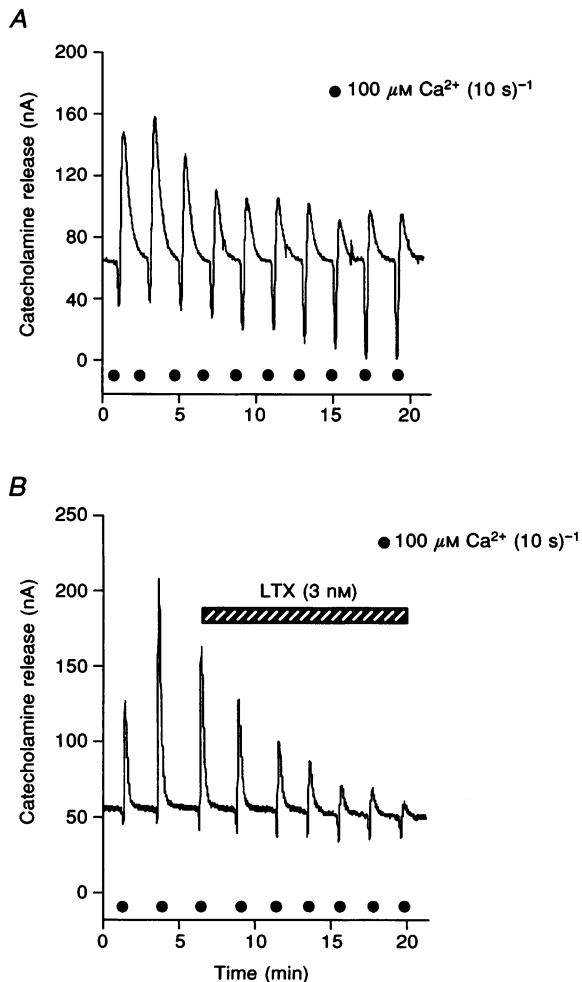 A
200
160
120
80
40
0
Catecholamine release (nA)
● 100 μM Ca²⁺ (10 s)⁻¹
0
5
10
15
20
B
250
200
150
100
50
0
Catecholamine release (nA)
● 100 μM Ca²⁺ (10 s)⁻¹
LTX (3 nM)
0
5
10
15
20
Time (min)